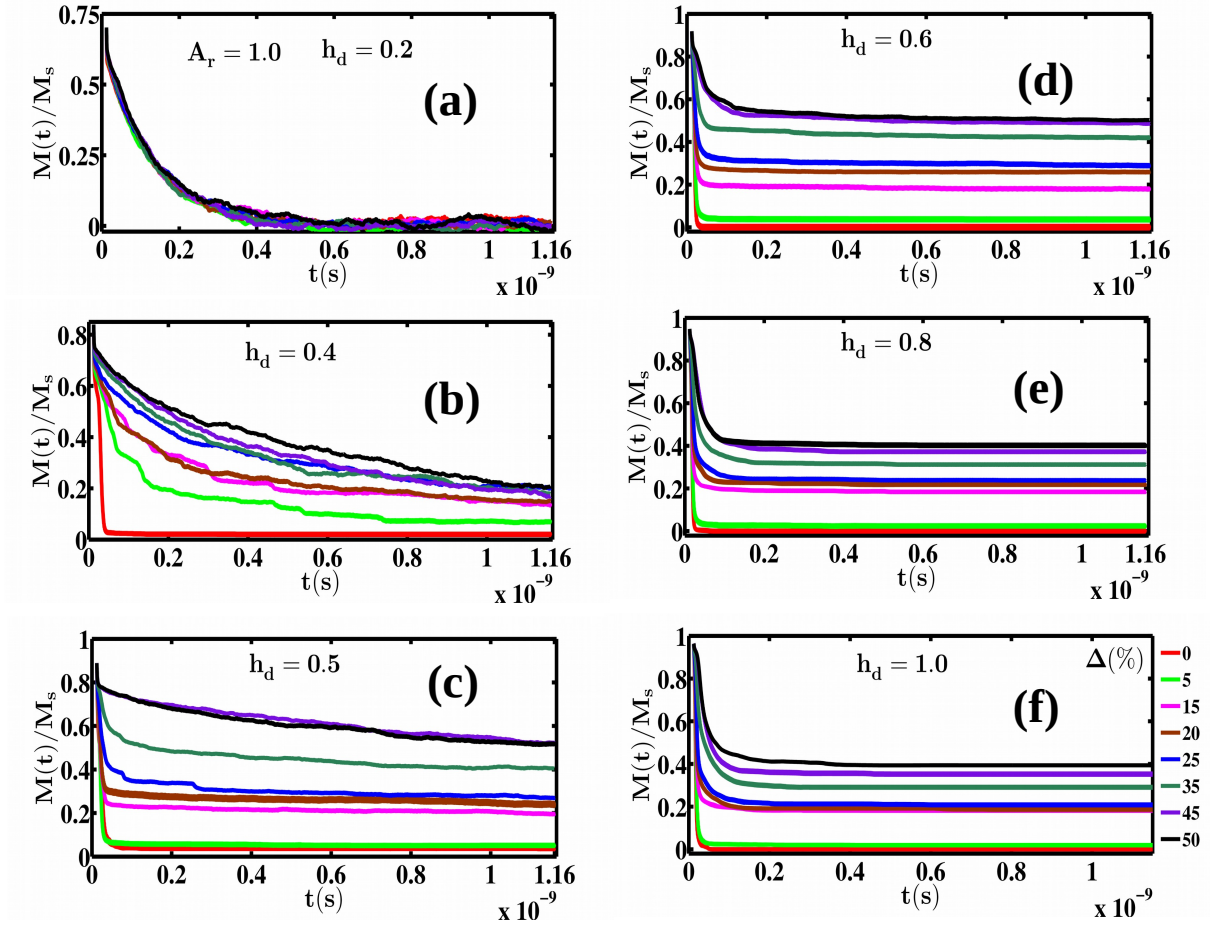 A_r = 1.0 h_d = 0.2
(a)
M(t)/M_s
0.75
0.5
0.25
0
0 0.2 0.4 0.6 0.8 1 1.16
t(s)
x 10^-9
h_d = 0.4
(b)
M(t)/M_s
0.8
0.6
0.4
0.2
0
0 0.2 0.4 0.6 0.8 1 1.16
t(s)
x 10^-9
h_d = 0.5
(c)
M(t)/M_s
1
0.8
0.6
0.4
0.2
0
0 0.2 0.4 0.6 0.8 1 1.16
t(s)
x 10^-9
h_d = 0.6
(d)
M(t)/M_s
1
0.8
0.6
0.4
0.2
0
0 0.2 0.4 0.6 0.8 1 1.16
t(s)
x 10^-9
h_d = 0.8
(e)
M(t)/M_s
1
0.8
0.6
0.4
0.2
0
0 0.2 0.4 0.6 0.8 1 1.16
t(s)
x 10^-9
h_d = 1.0
(f)
M(t)/M_s
1
0.8
0.6
0.4
0.2
0
0 0.2 0.4 0.6 0.8 1 1.16
t(s)
x 10^-9
Δ(%)
0
5
15
20
25
35
45
50